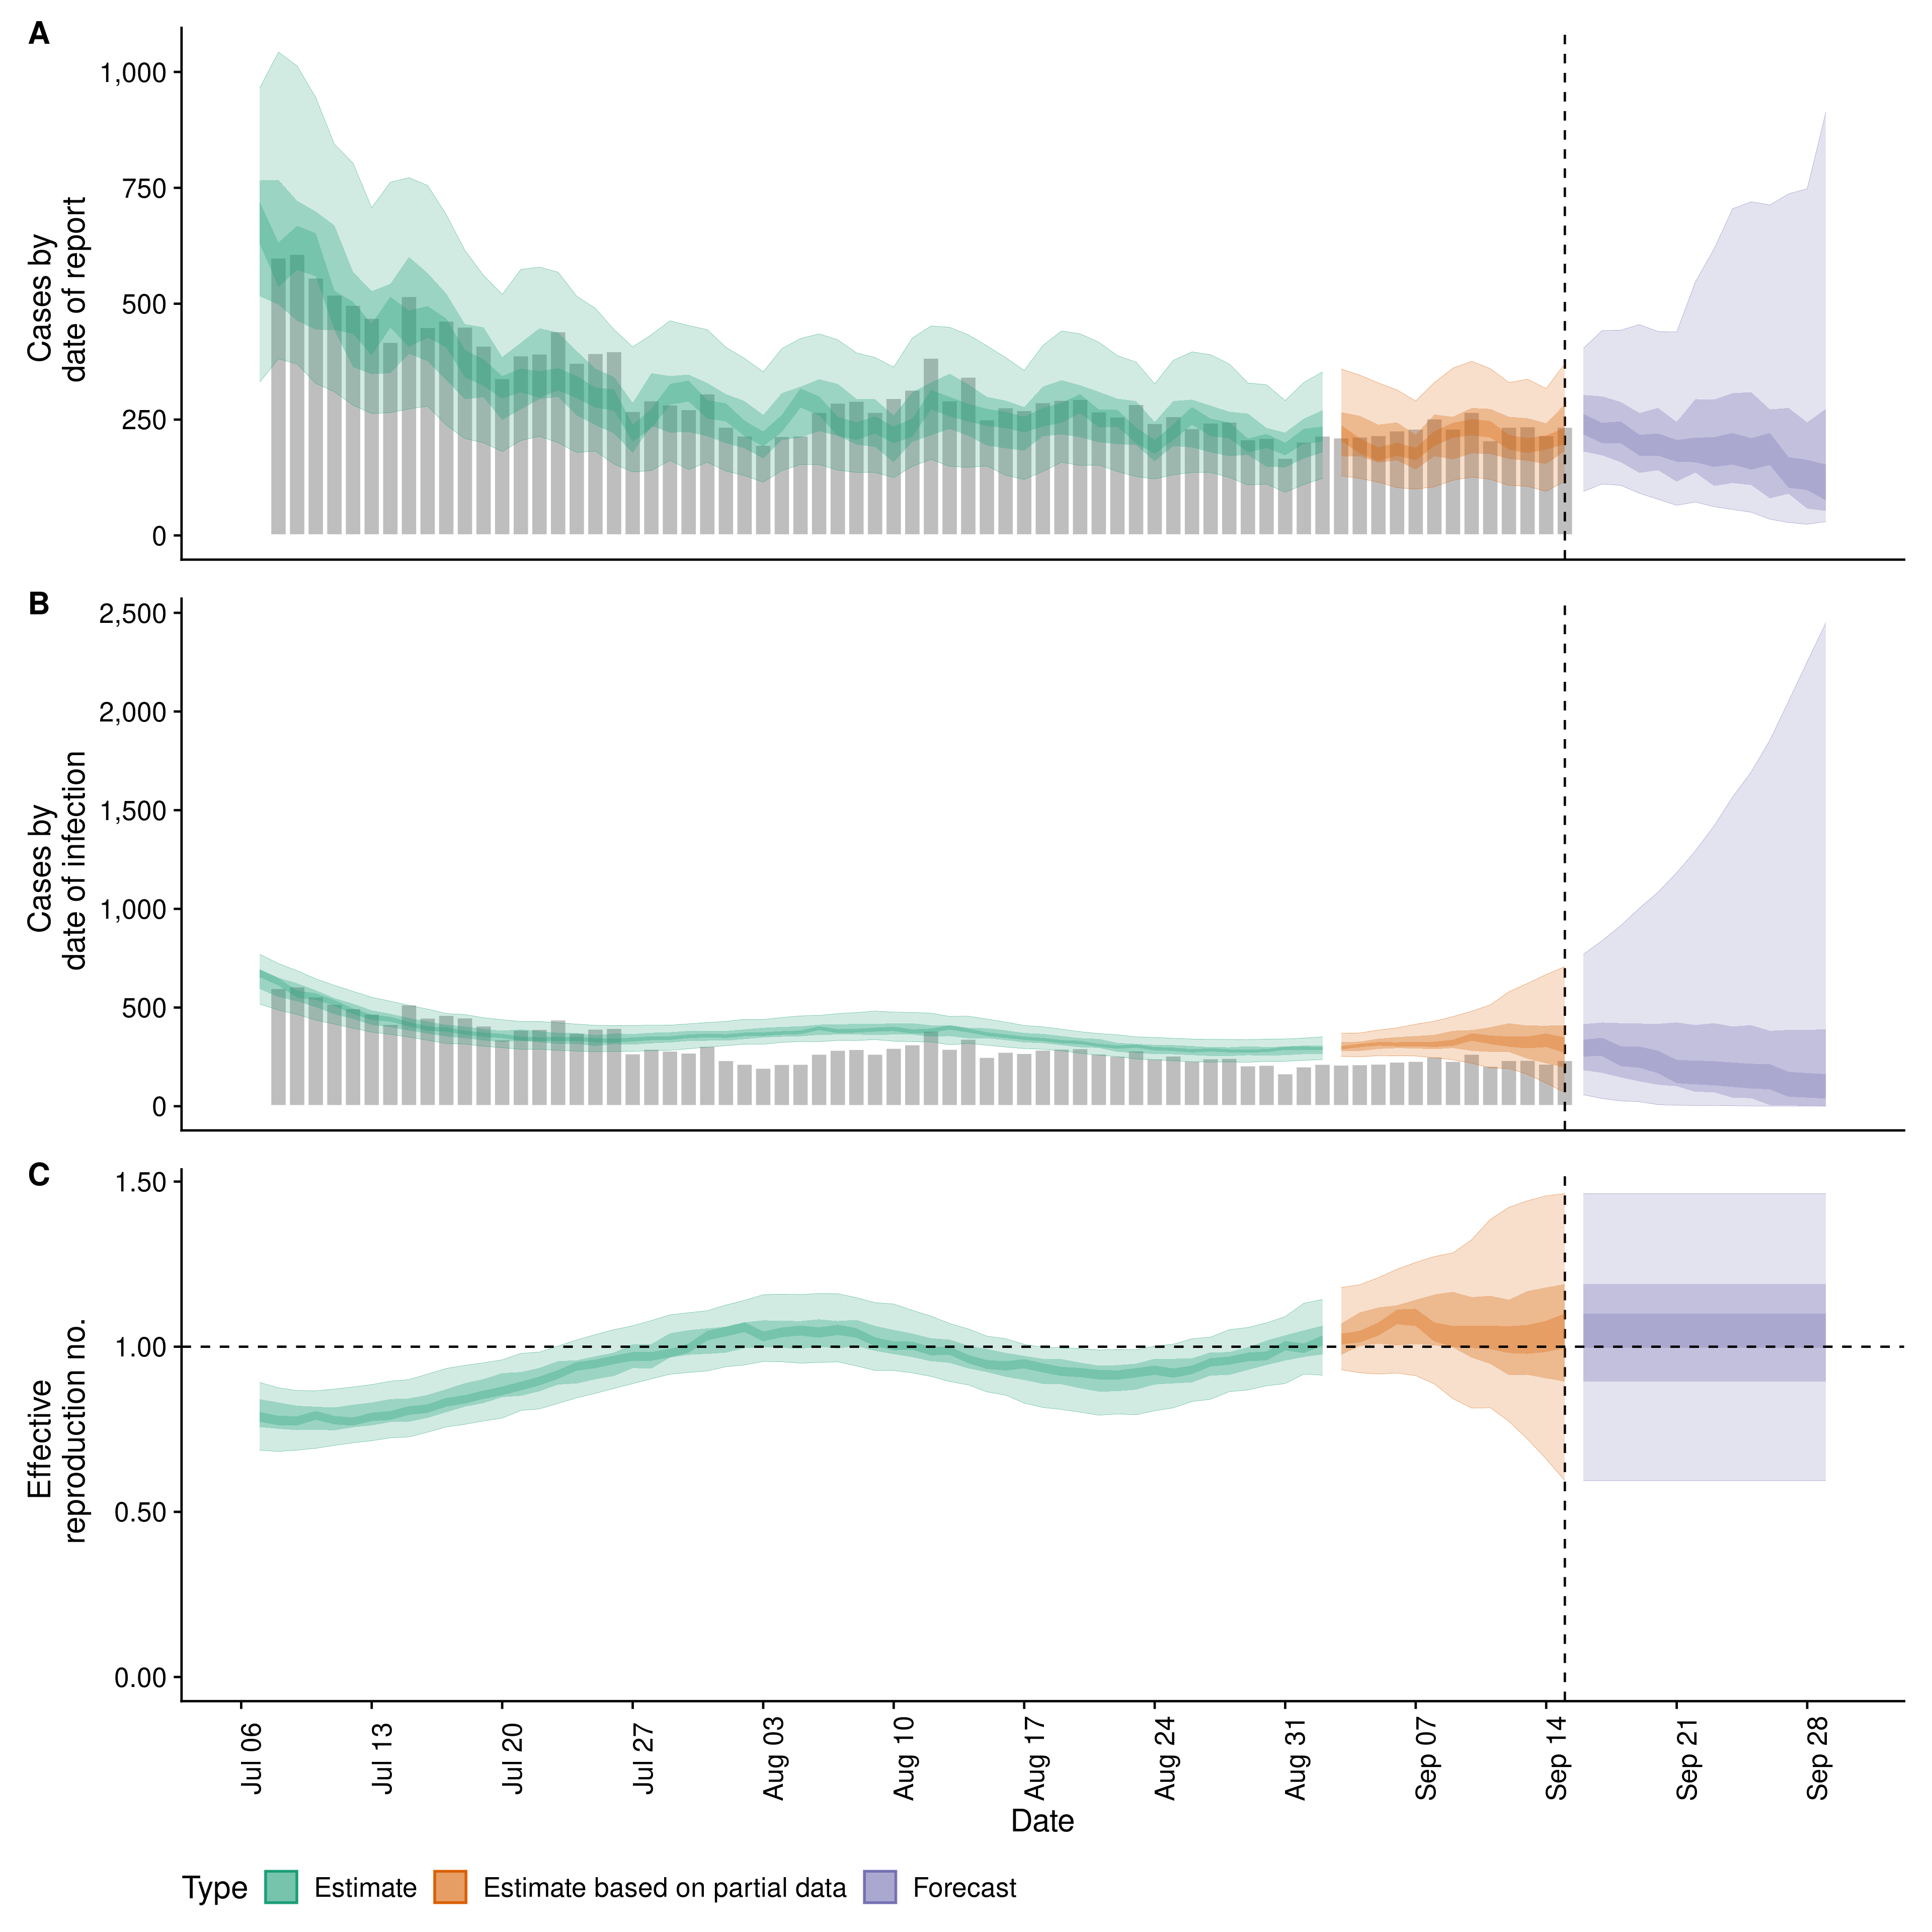 A
1,000
750
500
250
0
Cases by
date of report
B
2,500
2,000
1,500
1,000
500
0
Cases by
date of infection
C
1.50
1.00
0.50
0.00
Effective
reproduction no.
Jul 06
Jul 13
Jul 20
Jul 27
Aug 03
Aug 10
Aug 17
Aug 24
Aug 31
Sep 07
Sep 14
Sep 21
Sep 28
Date
Type
Estimate
Estimate based on partial data
Forecast